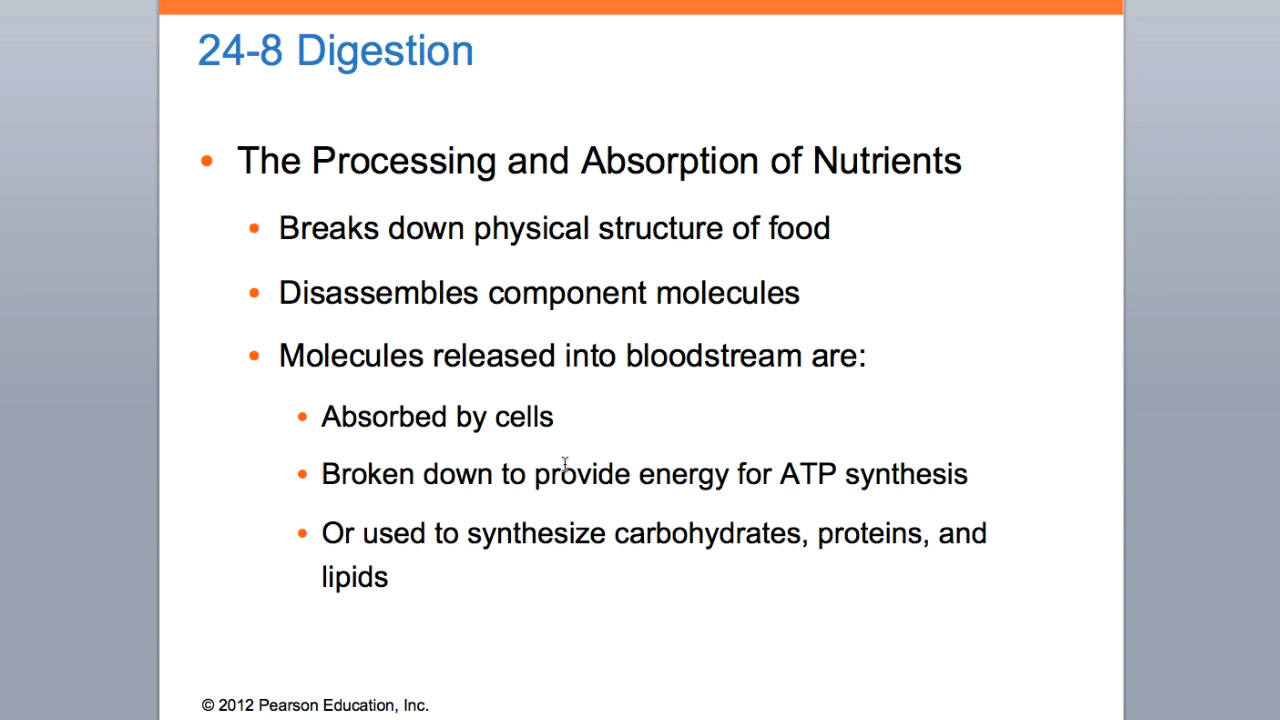 24-8 Digestion
• The Processing and Absorption of Nutrients
• Breaks down physical structure of food
• Disassembles component molecules
• Molecules released into bloodstream are:
• Absorbed by cells
• Broken down to provide energy for ATP synthesis
• Or used to synthesize carbohydrates, proteins, and
lipids
© 2012 Pearson Education, Inc.